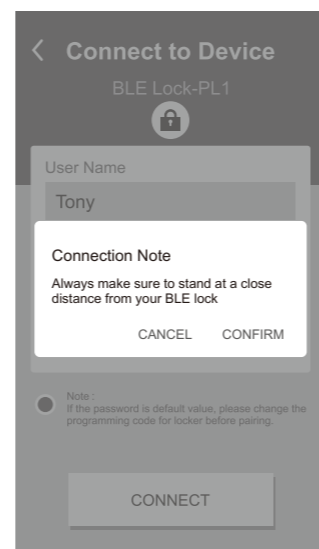 Connect to Device
BLE Lock-PL1
User Name
Tony
Connection Note
Always make sure to stand at a close
distance from your BLE lock
CANCEL CONFIRM
Note :
If the password is default value, please change the
programming code for locker before pairing.
CONNECT